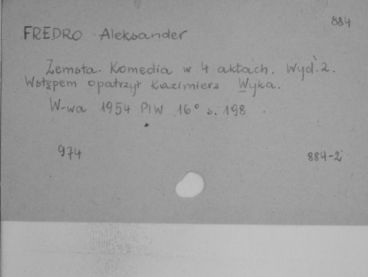 884
FREDRO Aleksander
Zemsta. Komedia w 4 aktach. Wyd. 2.
Wstępem opatrzył Kazimierz Wyka.
W-wa 1954 PIW 16° s. 198
974 884-2